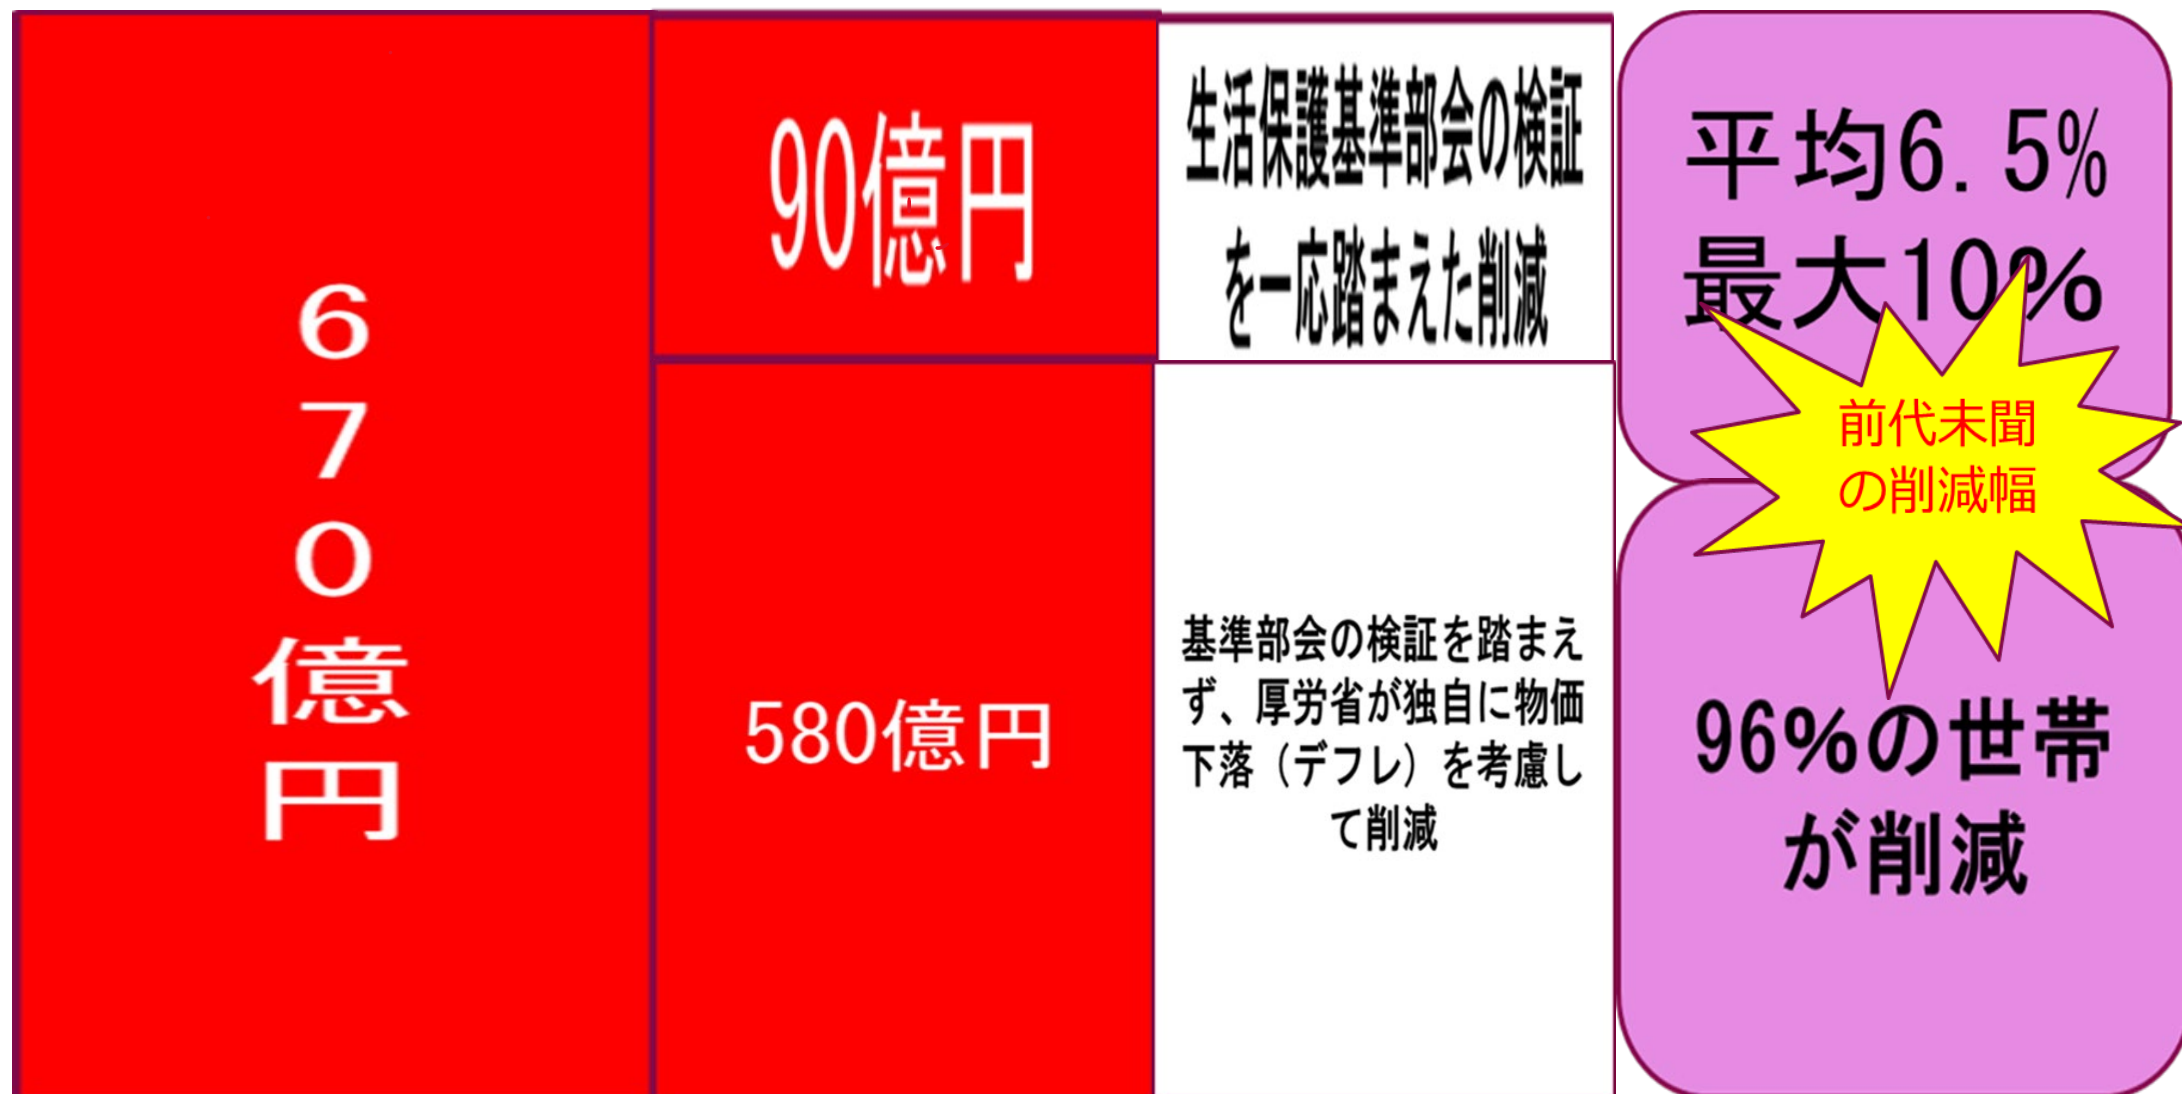 670億円
90億円
生活保護基準部会の検証
を一応踏まえた削減
580億円
基準部会の検証を踏まえ
ず、厚労省が独自に物価
下落（デフレ）を考慮し
て削減
平均6.5%
最大10%
前代未聞
の削減幅
96%の世帯
が削減